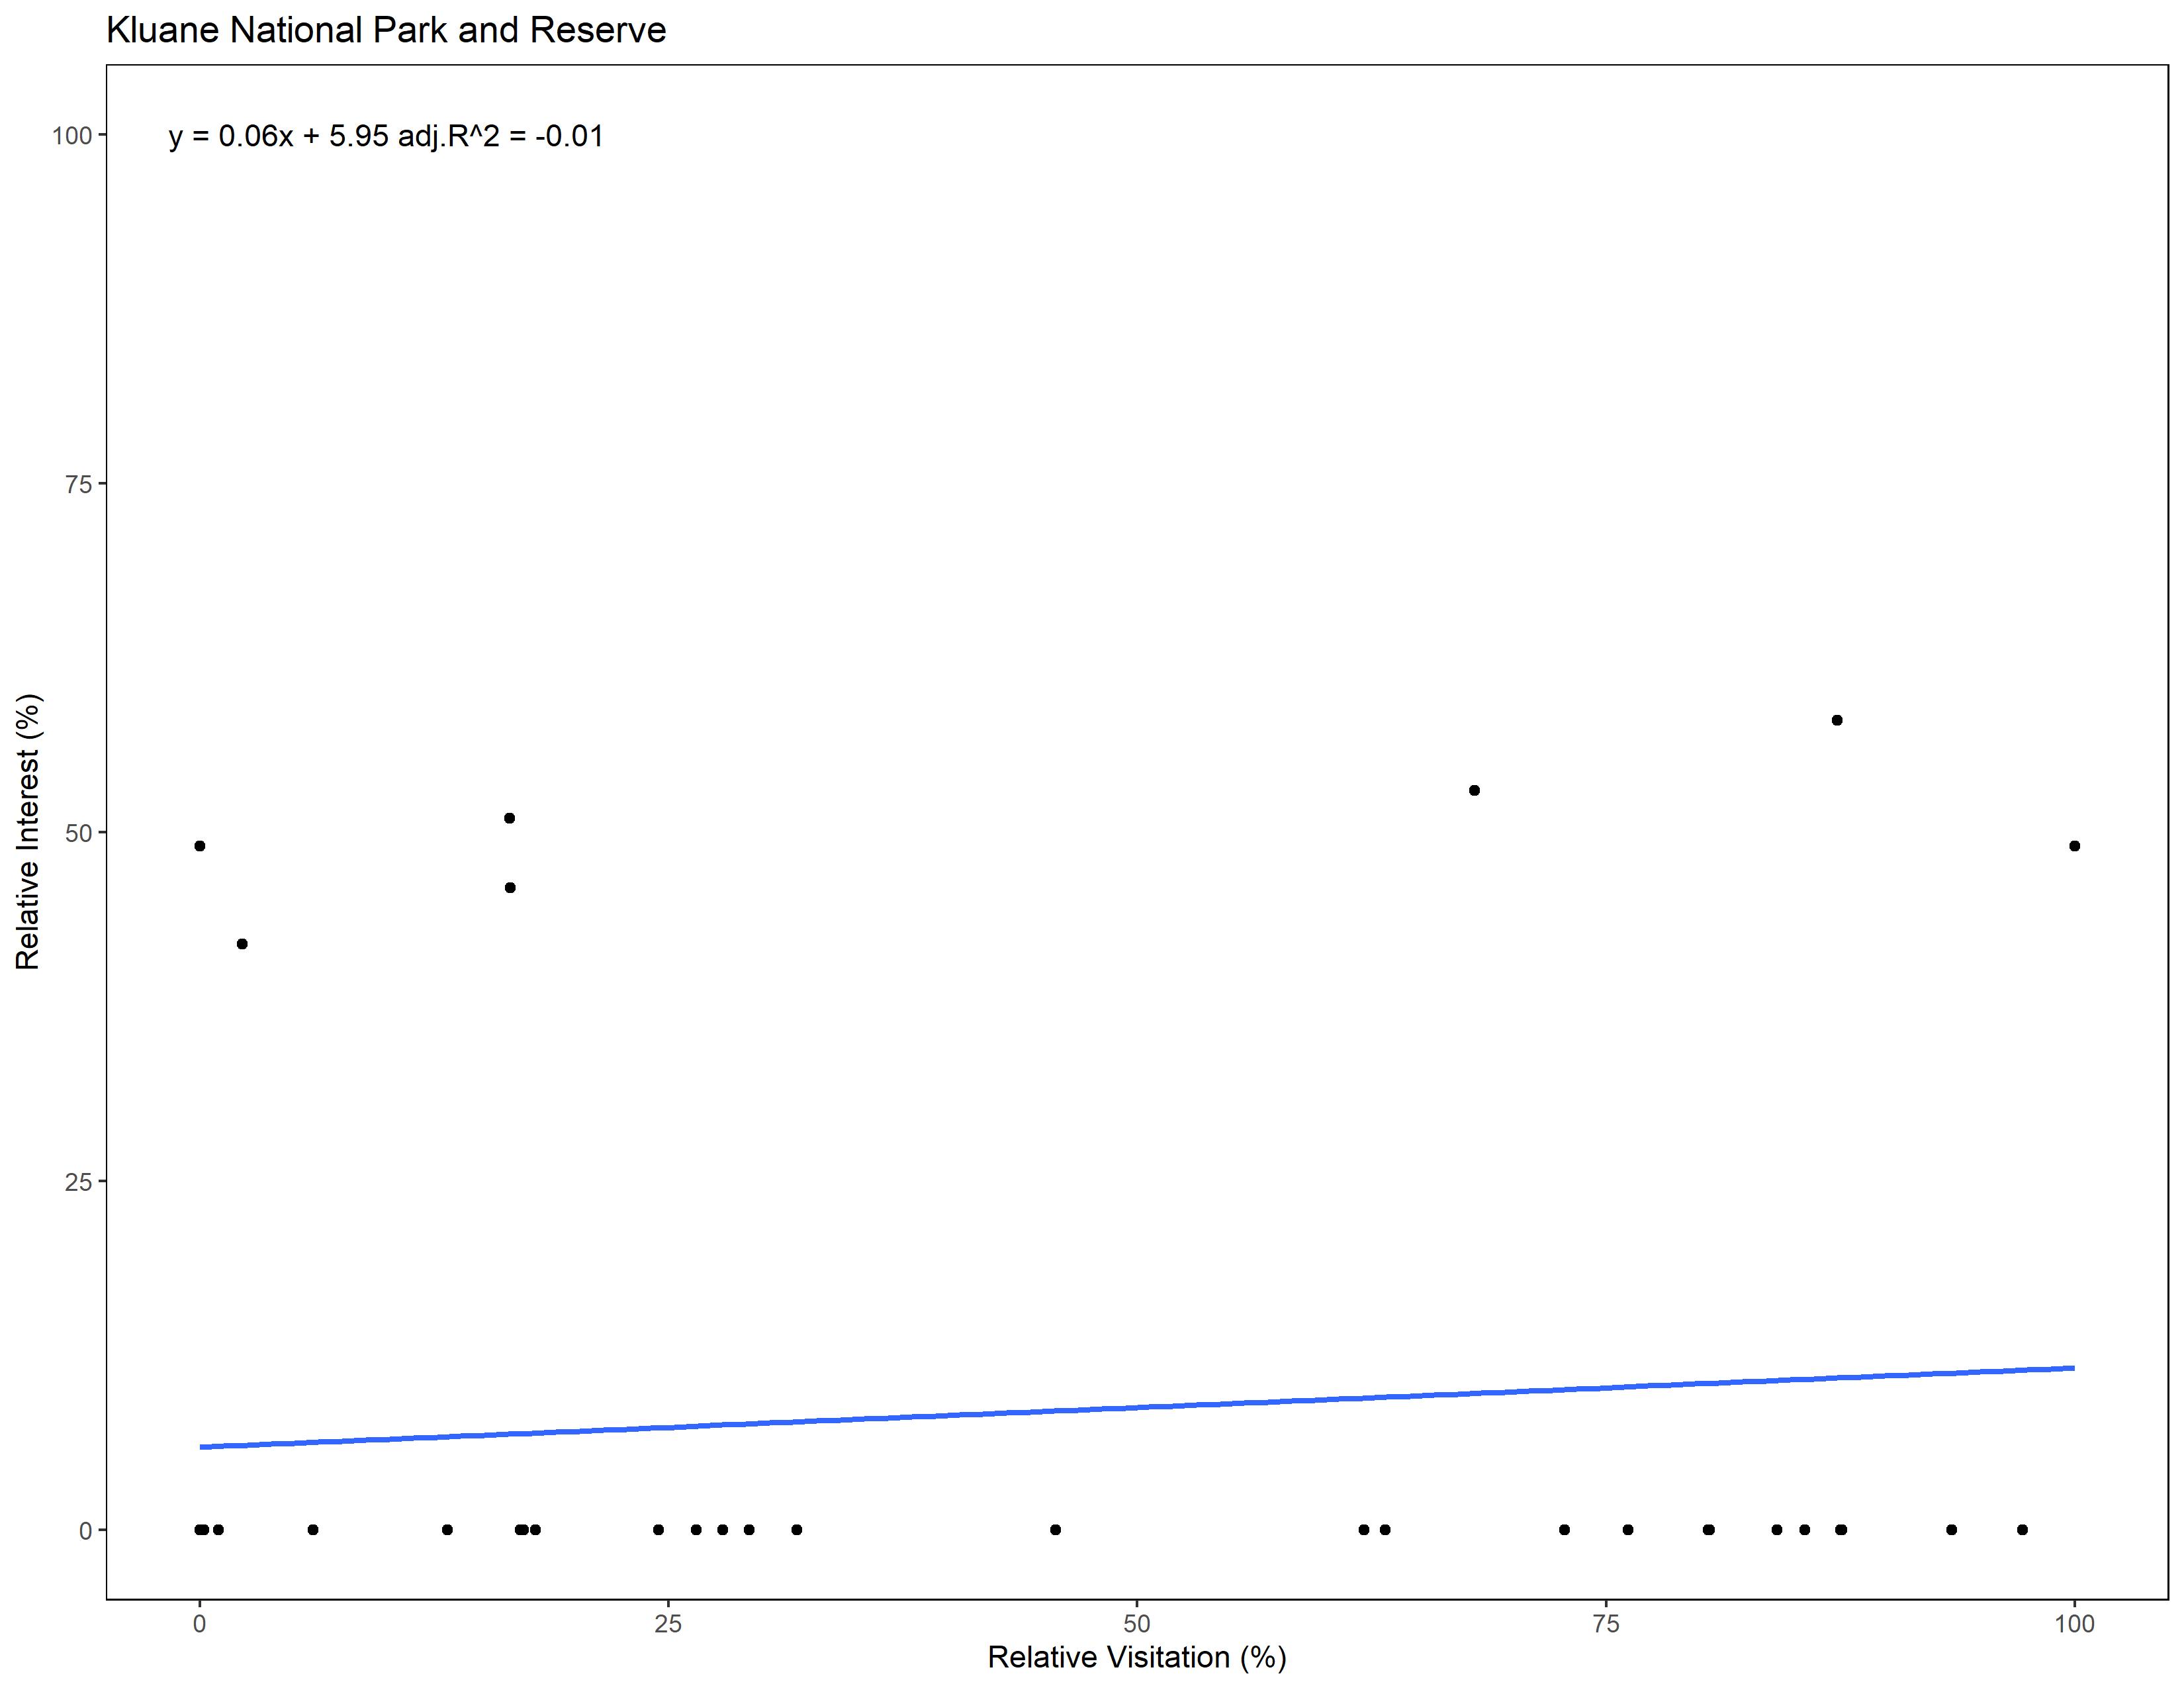 Kluane National Park and Reserve
y = 0.06x + 5.95 adj.R^2 = -0.01
100
75
50
25
0
Relative Interest (%)
0 25 50 75 100
Relative Visitation (%)